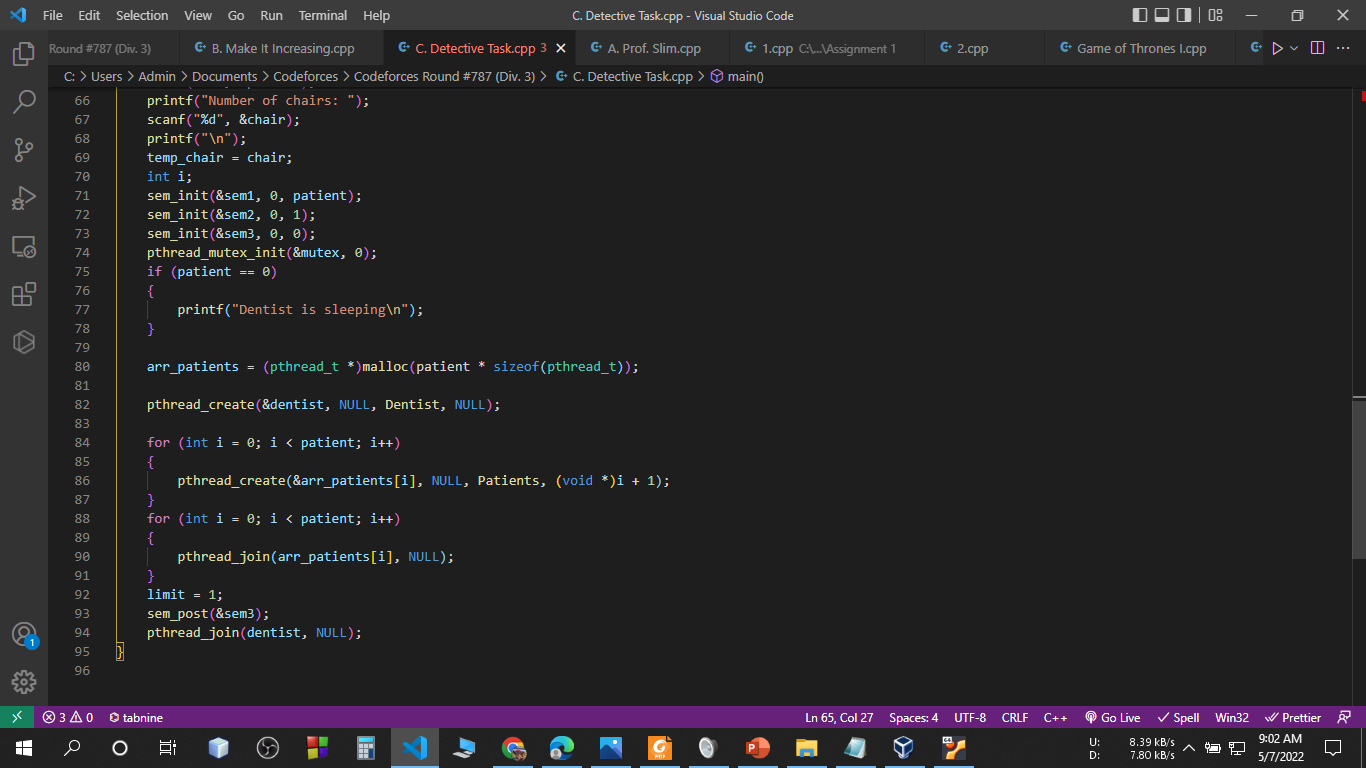 File Edit Selection View Go Run Terminal Help C. Detective Task.cpp - Visual Studio Code
Round #787 (Div. 3) B. Make It Increasing.cpp C. Detective Task.cpp 3 A. Prof. Slim.cpp 1.cpp C:\...\Assignment 1 2.cpp Game of Thrones I.cpp
C: > Users > Admin > Documents > Codeforces > Codeforces Round #787 (Div. 3) > C. Detective Task.cpp > main()
66 printf("Number of chairs: ");
67 scanf("%d", &chair);
68 printf("\n");
69 temp_chair = chair;
70 int i;
71 sem_init(&sem1, 0, patient);
72 sem_init(&sem2, 0, 1);
73 sem_init(&sem3, 0, 0);
74 pthread_mutex_init(&mutex, 0);
75 if (patient == 0)
76 {
77 printf("Dentist is sleeping\n");
78 }
79
80 arr_patients = (pthread_t *)malloc(patient * sizeof(pthread_t));
81
82 pthread_create(&dentist, NULL, Dentist, NULL);
83
84 for (int i = 0; i < patient; i++)
85 {
86 pthread_create(&arr_patients[i], NULL, Patients, (void *)i + 1);
87 }
88 for (int i = 0; i < patient; i++)
89 {
90 pthread_join(arr_patients[i], NULL);
91 }
92 limit = 1;
93 sem_post(&sem3);
94 pthread_join(dentist, NULL);
95 }
96
1
3 0 tabnine Ln 65, Col 27 Spaces: 4 UTF-8 CRLF C++ Go Live Spell Win32 Prettier
U: 8.39 kB/s 9:02 AM
D: 7.80 kB/s 5/7/2022